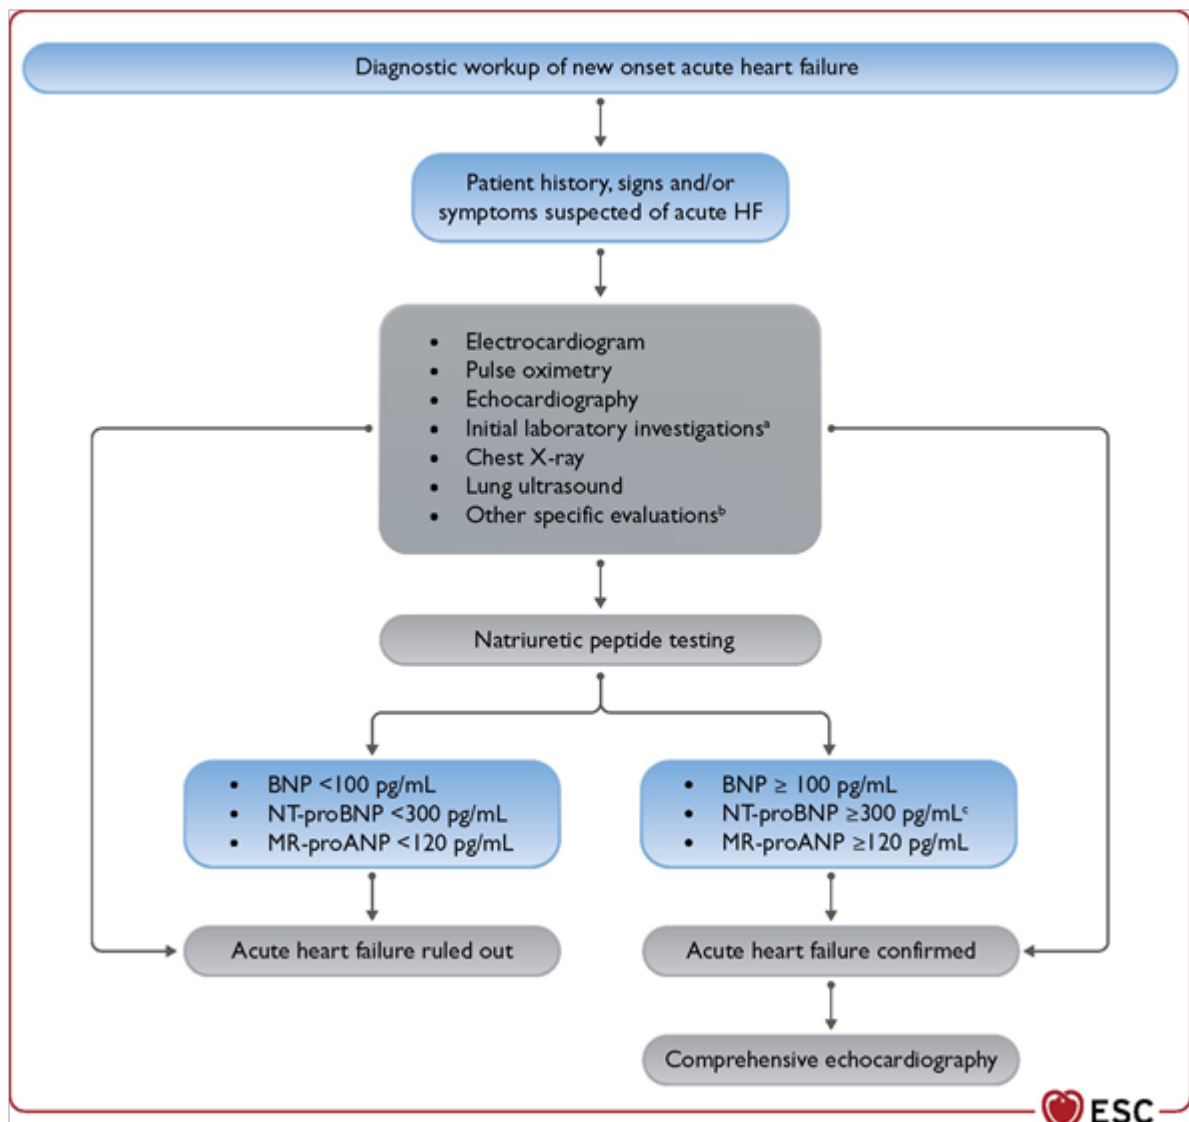 Diagnostic workup of new onset acute heart failure
Patient history, signs and/or
symptoms suspected of acute HF
• Electrocardiogram
• Pulse oximetry
• Echocardiography
• Initial laboratory investigationsᵃ
• Chest X-ray
• Lung ultrasound
• Other specific evaluationsᵇ
Natriuretic peptide testing
• BNP <100 pg/mL
• NT-proBNP <300 pg/mL
• MR-proANP <120 pg/mL
• BNP ≥ 100 pg/mL
• NT-proBNP ≥300 pg/mLᶜ
• MR-proANP ≥120 pg/mL
Acute heart failure ruled out
Acute heart failure confirmed
Comprehensive echocardiography
ESC